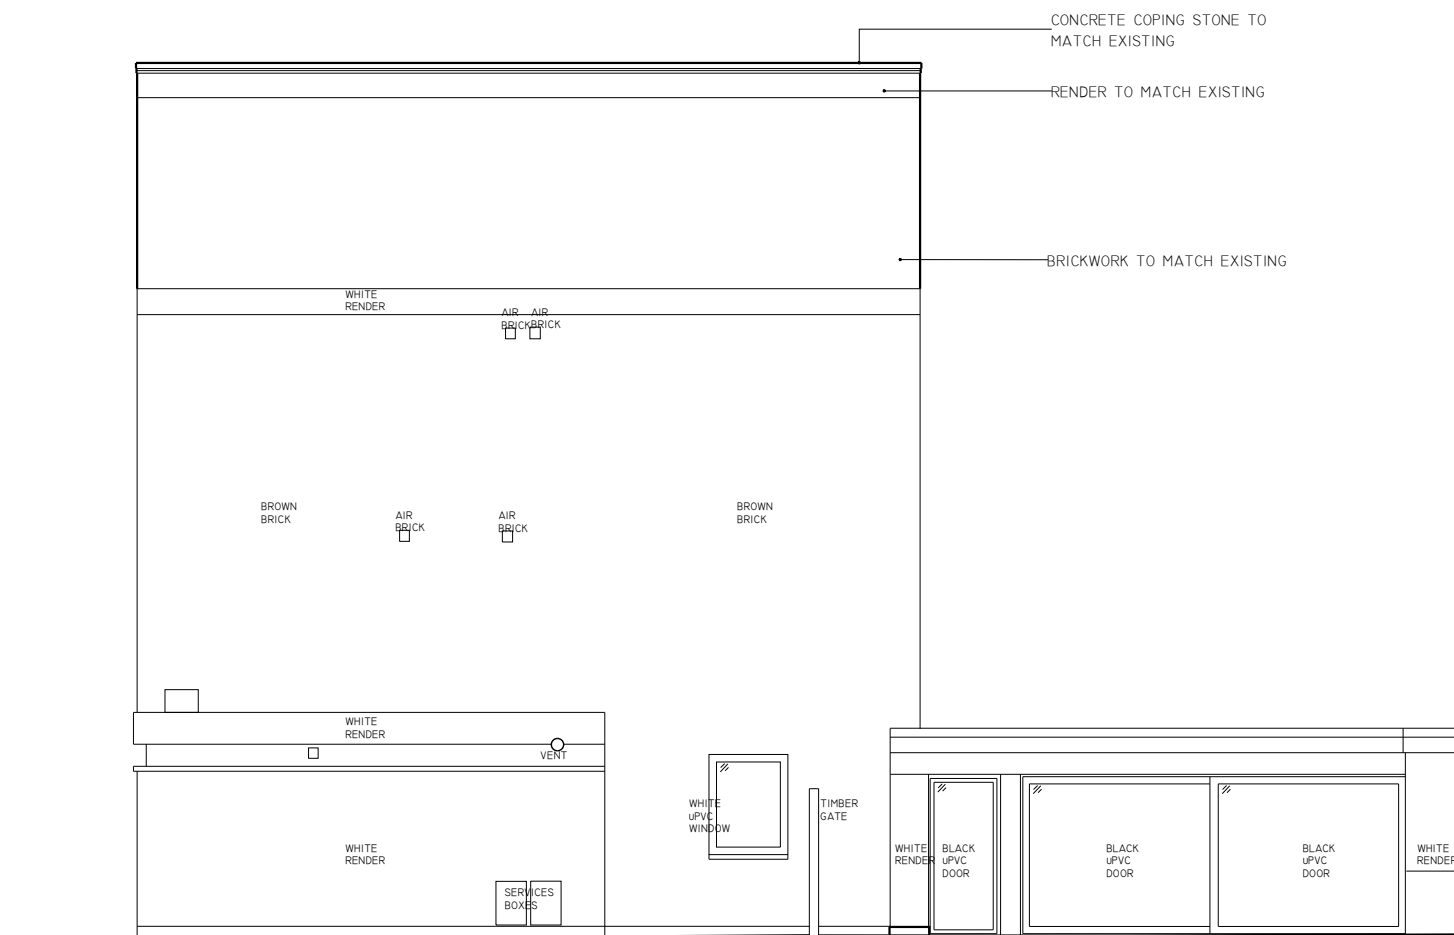 CONCRETE COPING STONE TO
MATCH EXISTING
RENDER TO MATCH EXISTING
BRICKWORK TO MATCH EXISTING
WHITE
RENDER
AIR
BRICK
AIR
BRICK
BROWN
BRICK
AIR
BRICK
AIR
BRICK
BROWN
BRICK
WHITE
RENDER
VENT
WHITE
uPVC
WINDOW
TIMBER
GATE
WHITE
RENDER
SERVICES
BOXES
WHITE
RENDER
BLACK
uPVC
DOOR
BLACK
uPVC
DOOR
BLACK
uPVC
DOOR
WHITE
RENDER